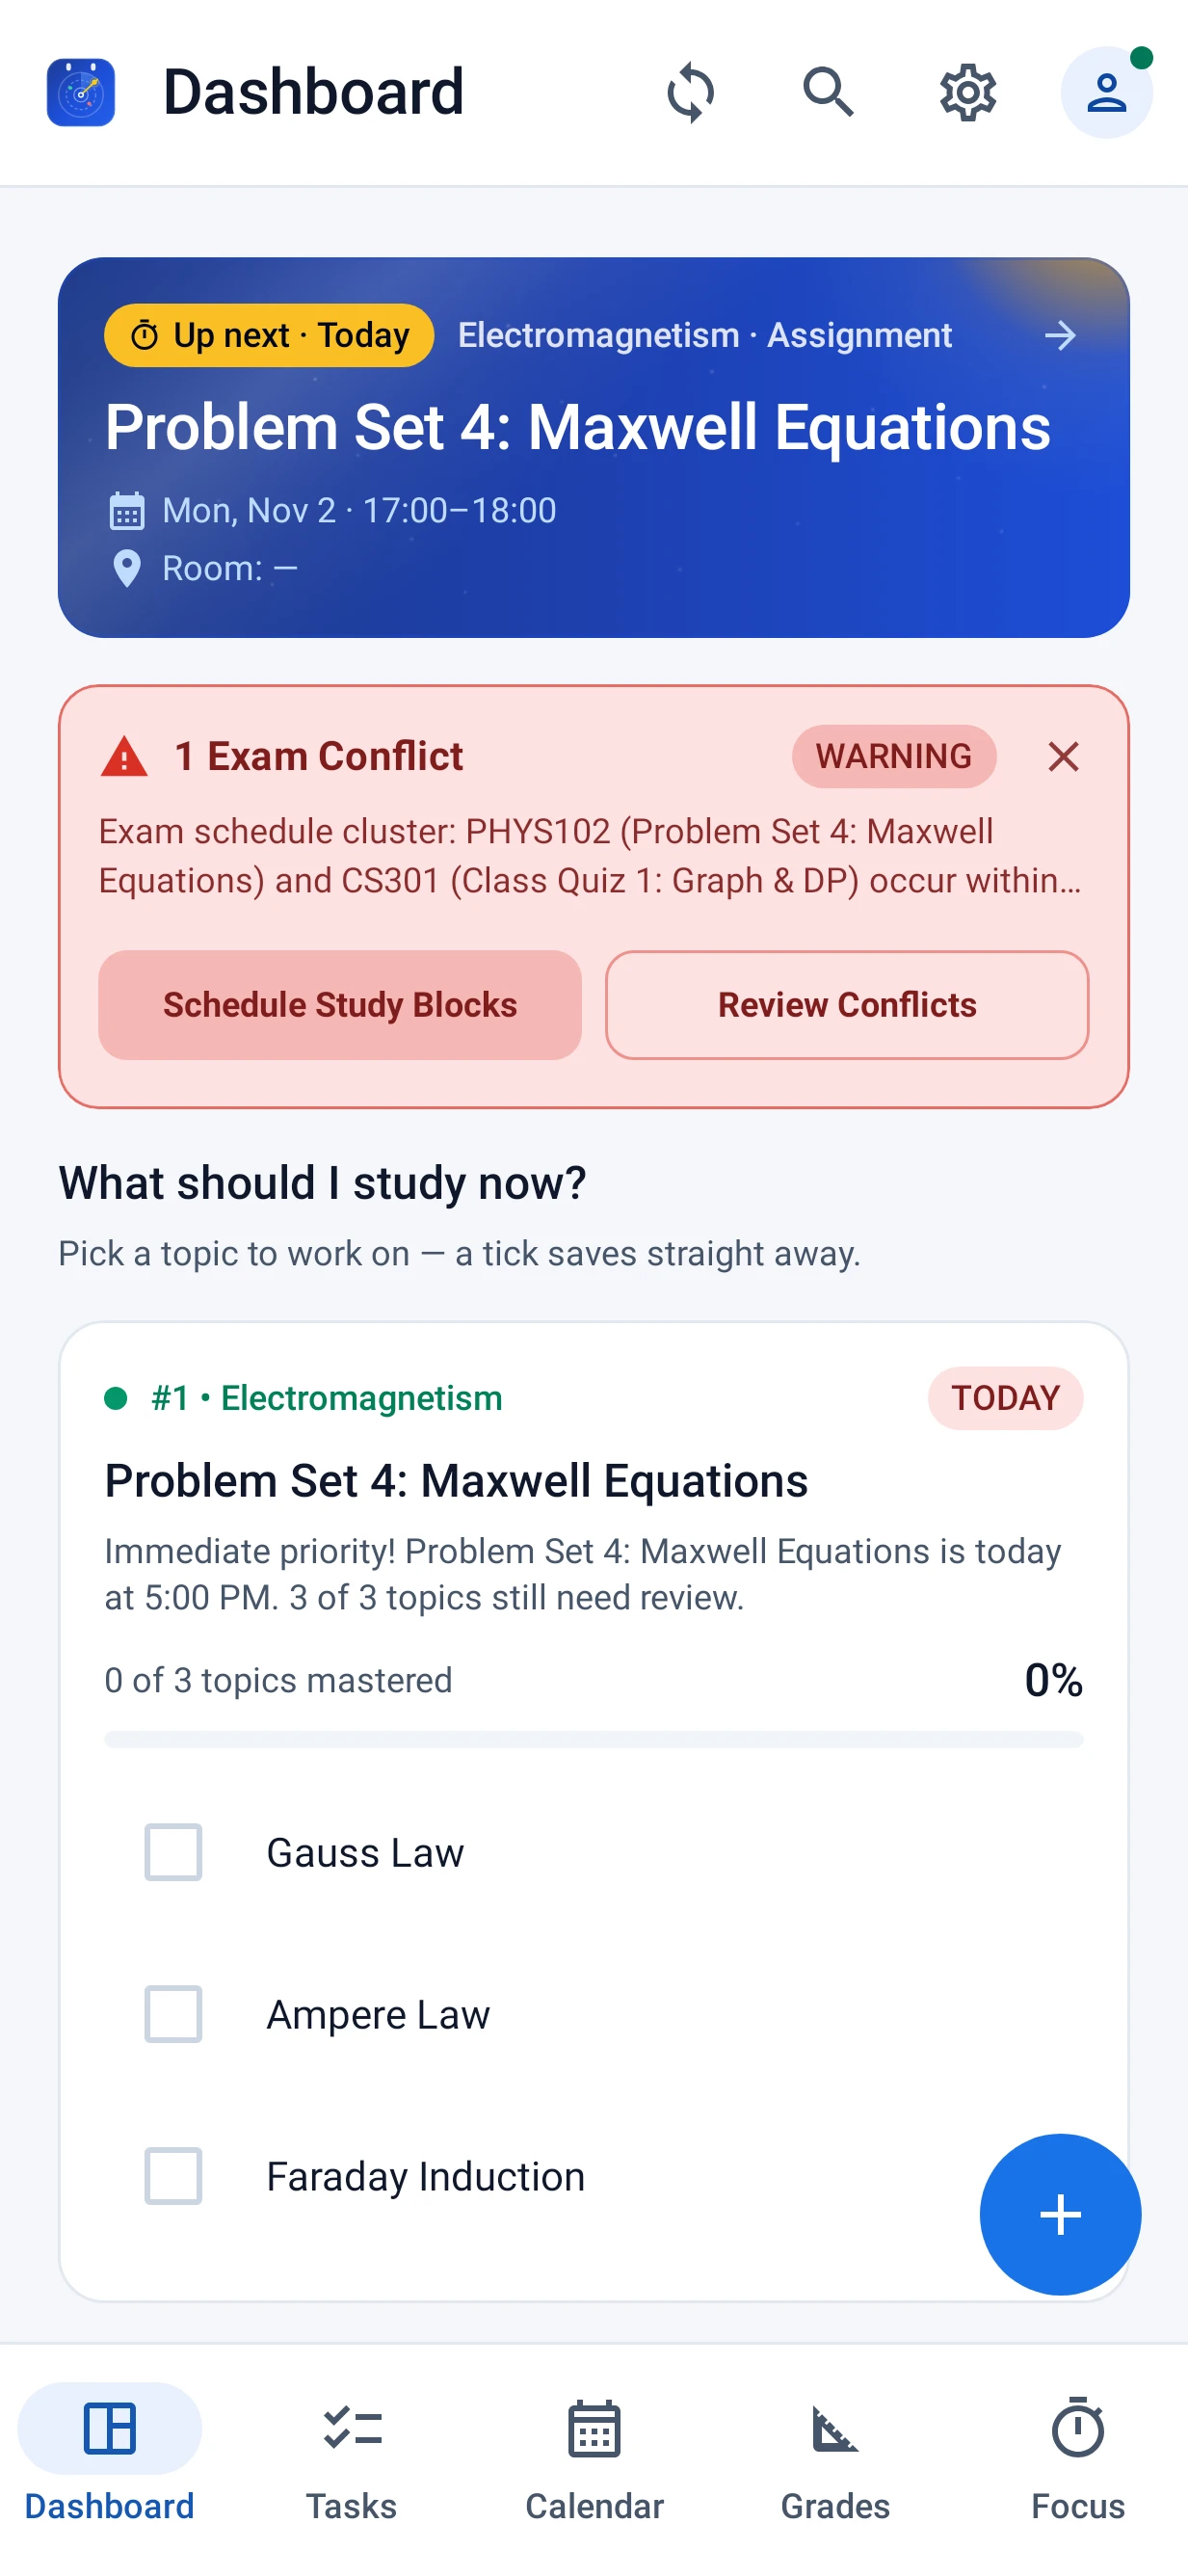 Dashboard
Up next · Today
Electromagnetism · Assignment
Problem Set 4: Maxwell Equations
Mon, Nov 2 · 17:00–18:00
Room: —
1 Exam Conflict
WARNING
Exam schedule cluster: PHYS102 (Problem Set 4: Maxwell
Equations) and CS301 (Class Quiz 1: Graph & DP) occur within...
Schedule Study Blocks
Review Conflicts
What should I study now?
Pick a topic to work on — a tick saves straight away.
#1 • Electromagnetism
TODAY
Problem Set 4: Maxwell Equations
Immediate priority! Problem Set 4: Maxwell Equations is today
at 5:00 PM. 3 of 3 topics still need review.
0 of 3 topics mastered
0%
Gauss Law
Ampere Law
Faraday Induction
Dashboard
Tasks
Calendar
Grades
Focus